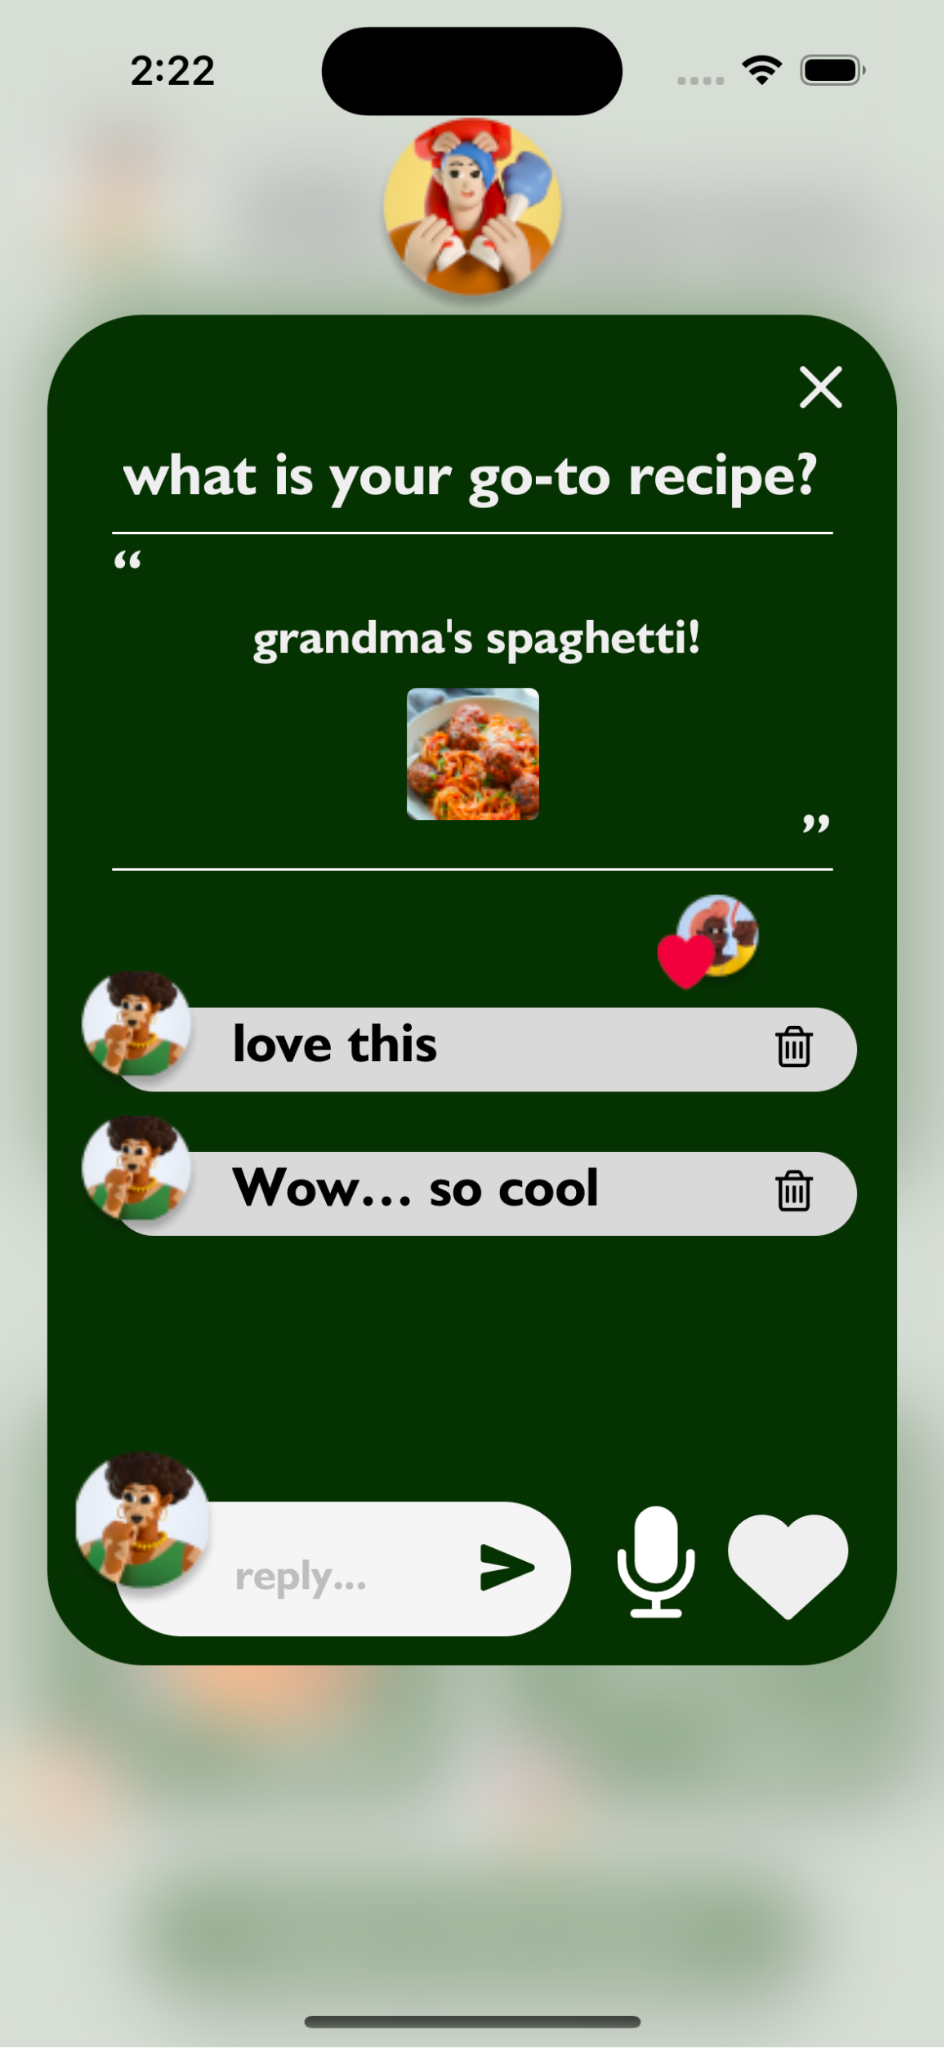 2:22
what is your go-to recipe?
“
grandma's spaghetti!
”
love this
Wow... so cool
reply...